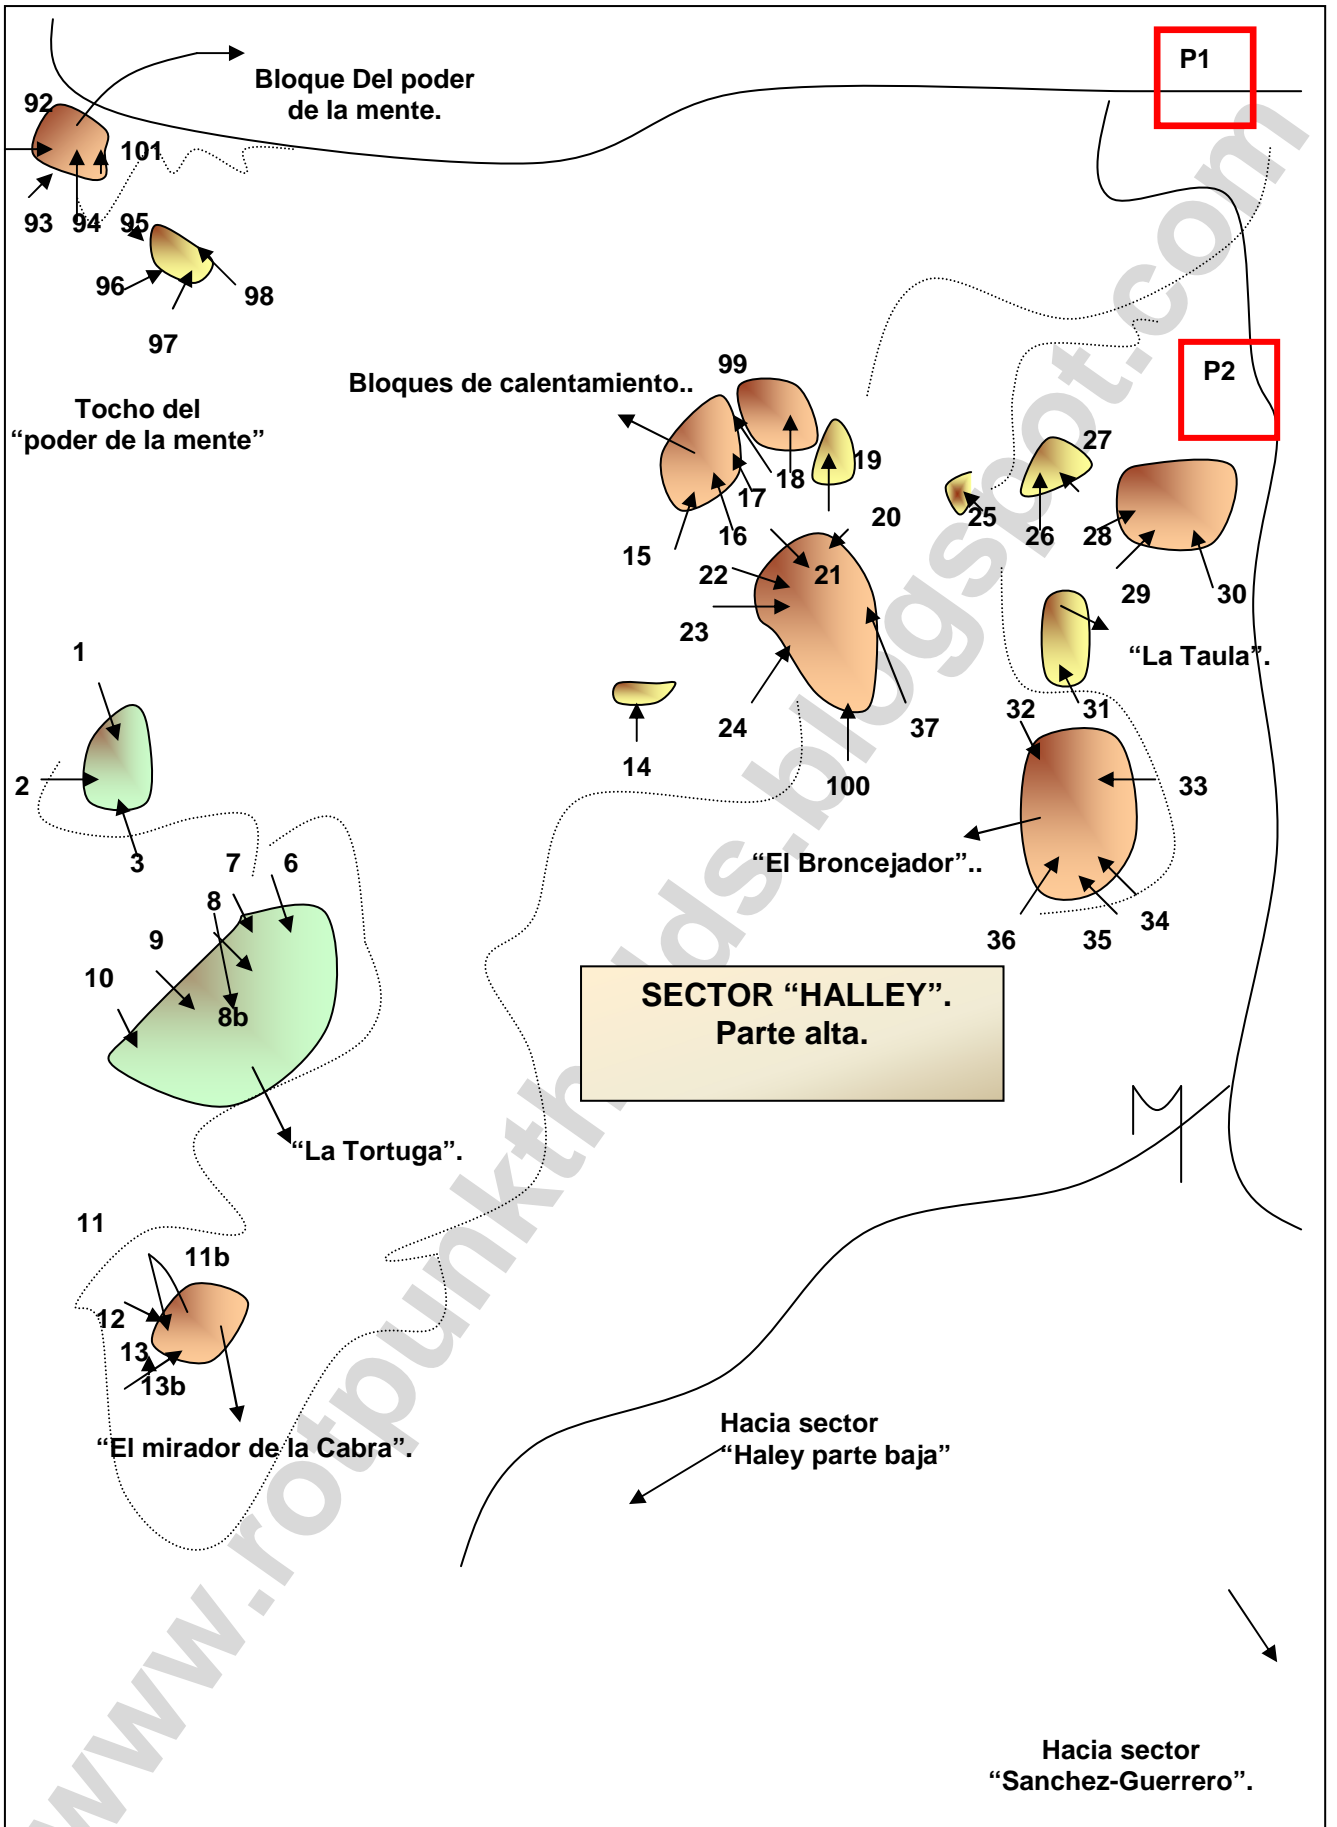 P1
Bloque Del poder
de la mente.
92
101
93
94
95
96
98
97
Tocho del
“poder de la mente”
P2
99
Bloques de calentamiento..
27
19
18
17
25
20
16
26
28
15
22
21
29
30
23
1
“La Taula”.
24
37
32
31
14
2
100
33
3
7
6
“El Broncejador”..
8
9
34
36
35
10
8b
SECTOR “HALLEY”.
Parte alta.
“La Tortuga”.
11
11b
12
13
13b
“El mirador de la Cabra”.
Hacia sector
“Haley parte baja”
Hacia sector
“Sanchez-Guerrero”.
www.rotpunktholds.blogspot.com